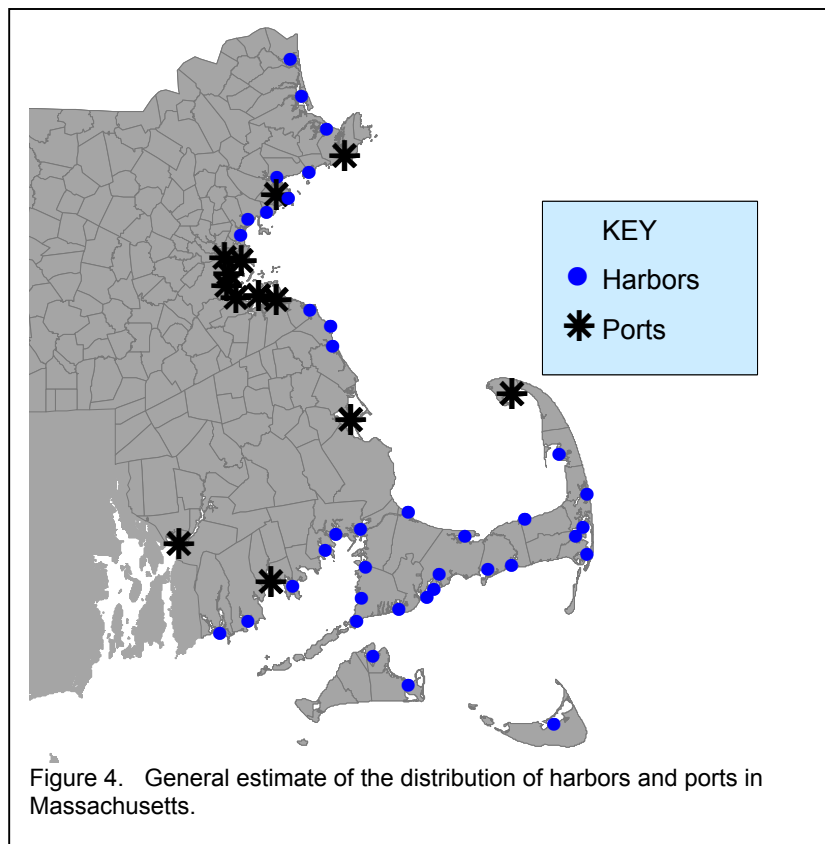 KEY
Harbors
Ports
Figure 4. General estimate of the distribution of harbors and ports in
Massachusetts.